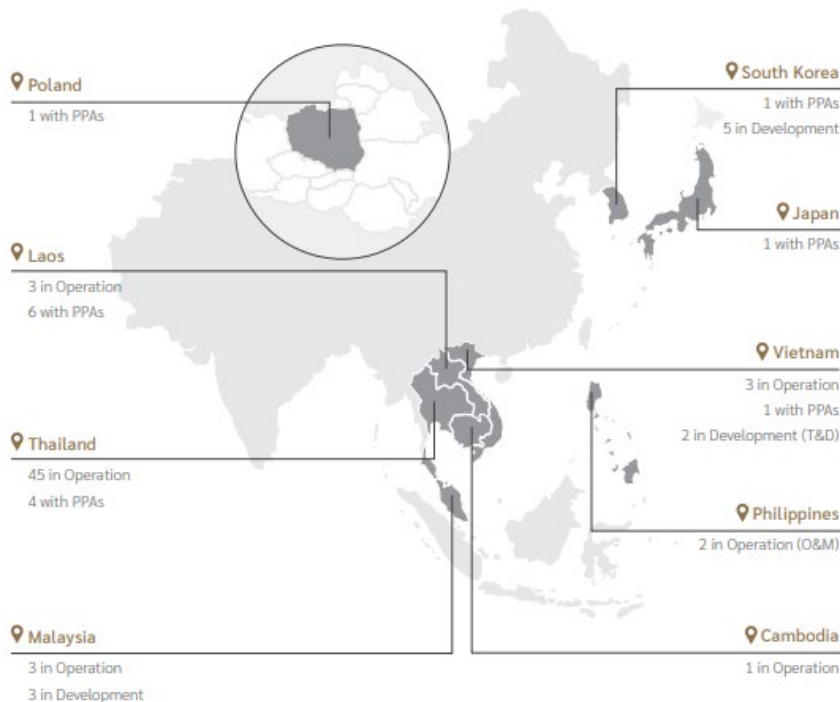 Poland
1 with PPAs
South Korea
1 with PPAs
5 in Development
Japan
1 with PPAs
Laos
3 in Operation
6 with PPAs
Vietnam
3 in Operation
1 with PPAs
2 in Development (T&D)
Thailand
45 in Operation
4 with PPAs
Philippines
2 in Operation (O&M)
Malaysia
3 in Operation
3 in Development
Cambodia
1 in Operation